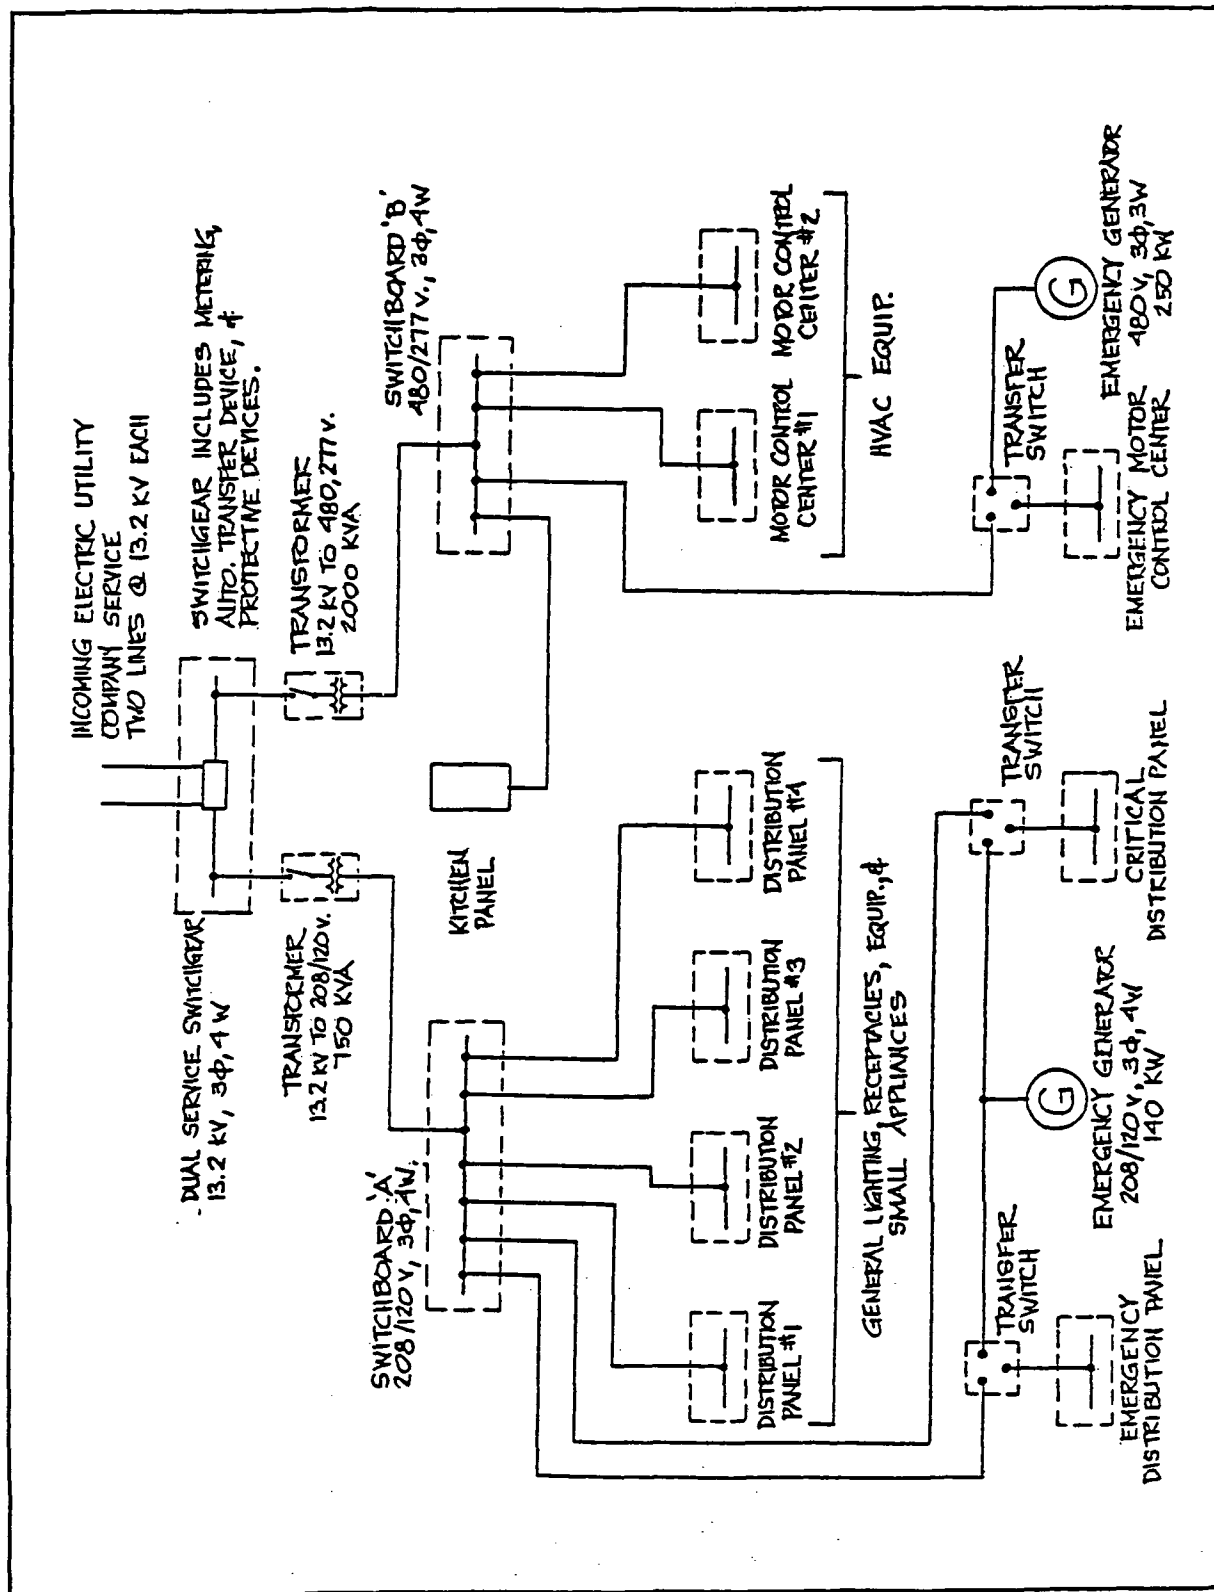 INCOMING ELECTRIC UTILITY
COMPANY SERVICE
TWO LINES @ 13.2 KV EACH
DUAL SERVICE SWITCHGEAR
13.2 KV, 3Φ, 4W
SWITCHGEAR INCLUDES METERING,
AUTO. TRANSFER DEVICE, &
PROTECTIVE DEVICES.
TRANSFORMER
13.2 KV TO 208/120 V.
750 KVA
TRANSFORMER
13.2 KV TO 480,277 V.
2000 KVA
SWITCHBOARD 'A'
208/120 V, 3Φ, 4W.
KITCHEN
PANEL
SWITCHBOARD 'B'
480/277 V., 3Φ, 4W
DISTRIBUTION
PANEL #1
DISTRIBUTION
PANEL #2
DISTRIBUTION
PANEL #3
DISTRIBUTION
PANEL #4
MOTOR CONTROL
CENTER #1
MOTOR CONTROL
CENTER #2
GENERAL LIGHTING, RECEPTACLES, EQUIP., &
SMALL APPLIANCES
HVAC EQUIP.
TRANSFER
SWITCH
TRANSFER
SWITCH
TRANSFER
SWITCH
G
G
EMERGENCY
DISTRIBUTION PANEL
EMERGENCY GENERATOR
208/120 V, 3Φ, 4W
140 KW
CRITICAL
DISTRIBUTION PANEL
EMERGENCY MOTOR
CONTROL CENTER
EMERGENCY GENERATOR
480 V, 3Φ, 3W
250 KW